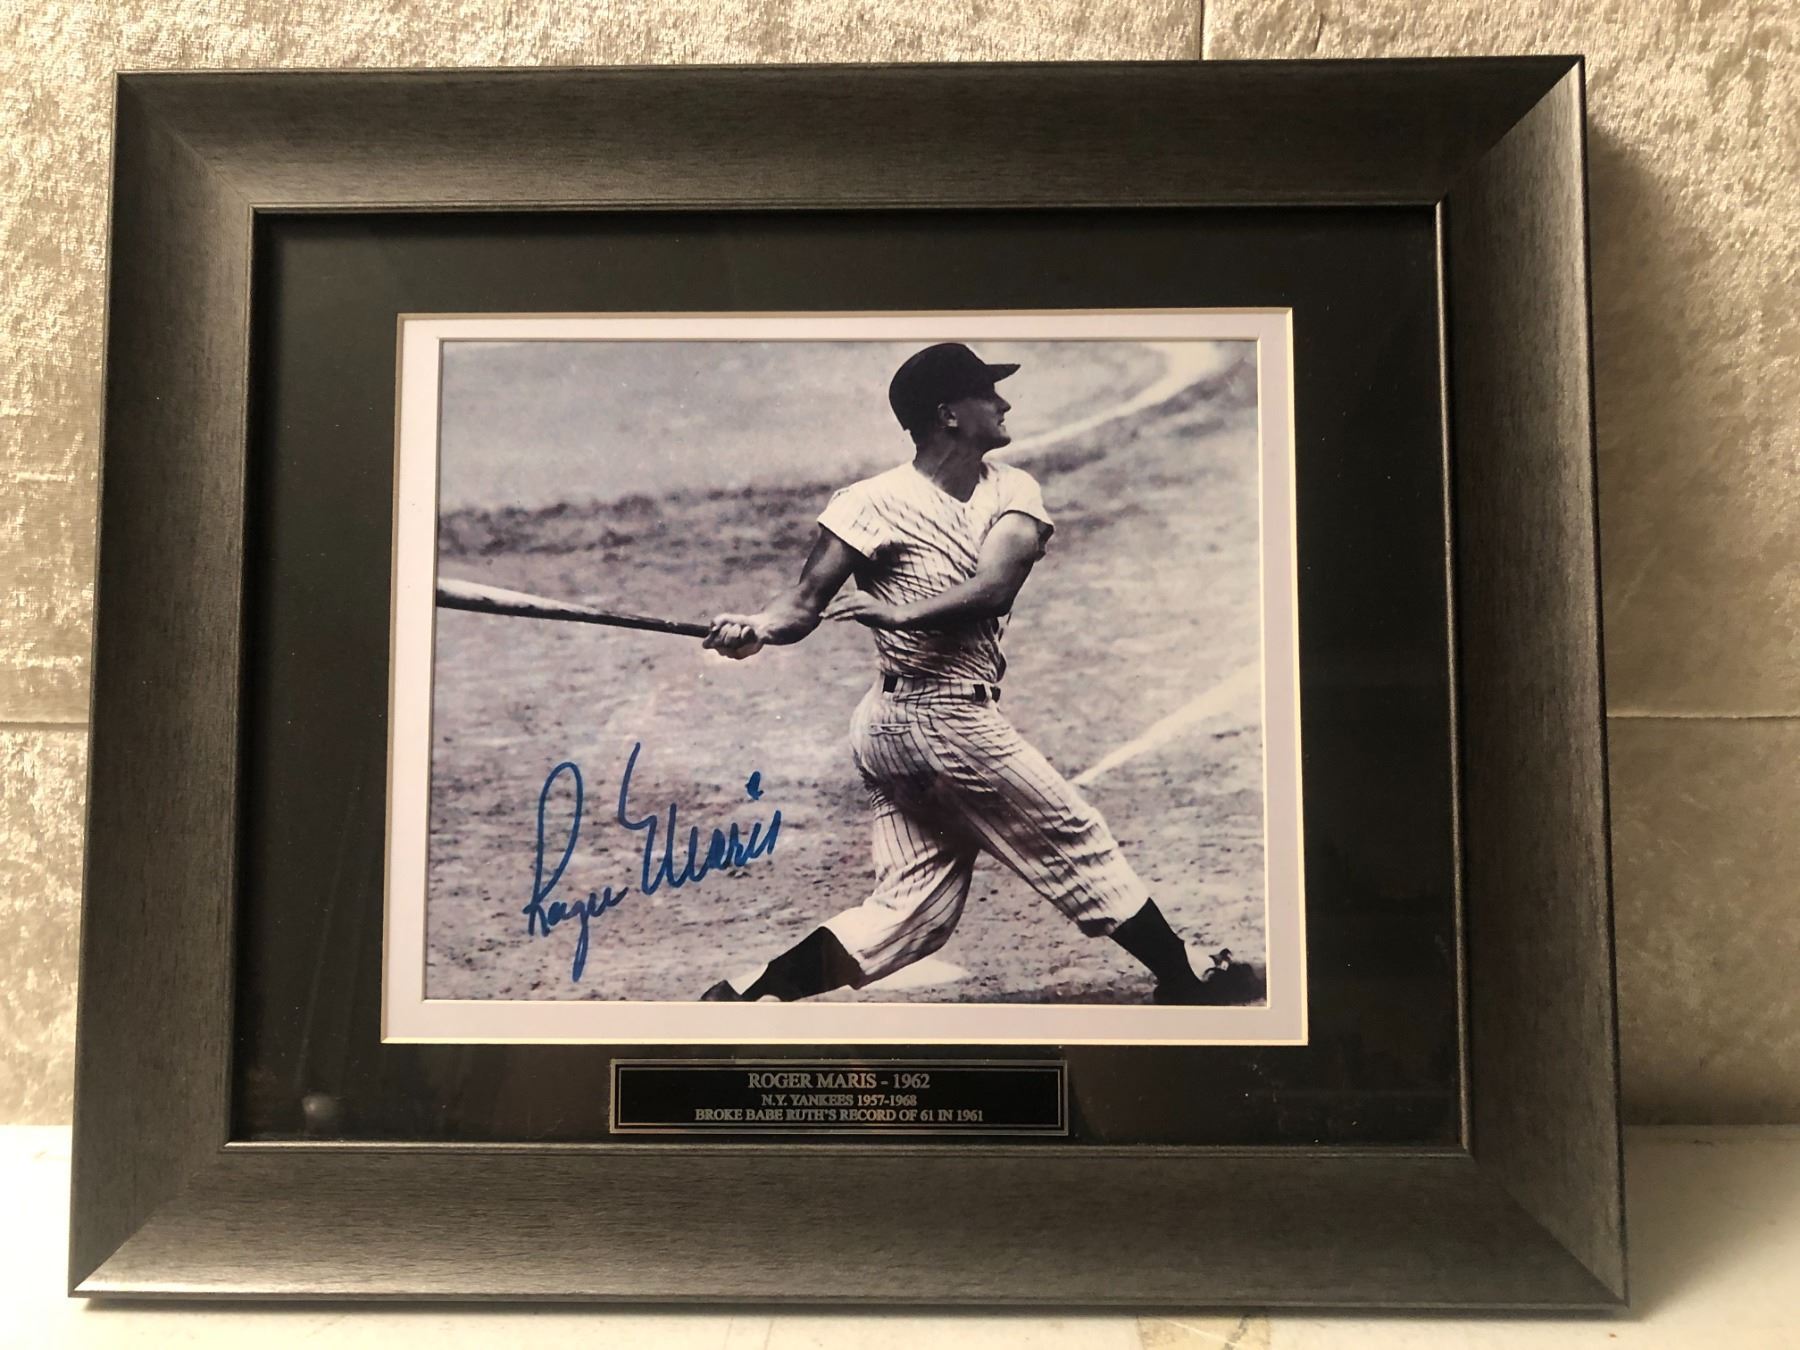 Roger Maris
ROGER MARIS - 1962
N.Y. YANKEES 1957-1968
BROKE BABE RUTH'S RECORD OF 61 IN 1961